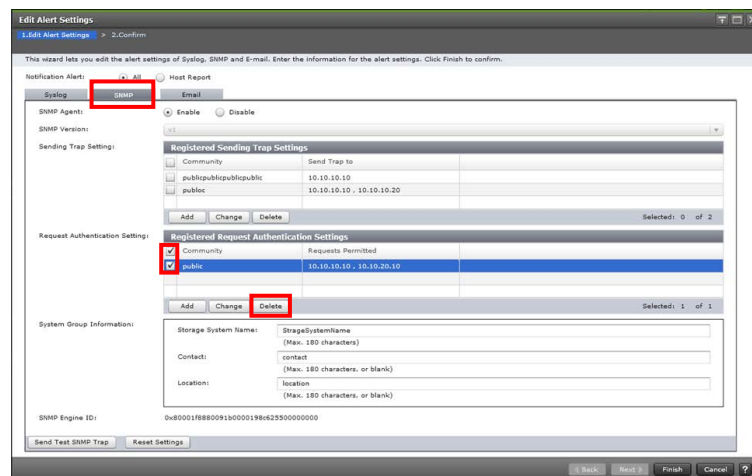 Edit Alert Settings
1.Edit Alert Settings > 2.Confirm
This wizard lets you edit the alert settings of Syslog, SNMP and E-mail. Enter the information for the alert settings. Click Finish to confirm.
Notification Alert: All Host Report
Syslog SNMP Email
SNMP Agent: Enable Disable
SNMP Version: v1
Sending Trap Setting: Registered Sending Trap Settings
Community Send Trap to
publicpublicpublicpublic 10.10.10.10
publoc 10.10.10.10 , 10.10.10.20
Add Change Delete Selected: 0 of 2
Request Authentication Setting: Registered Request Authentication Settings
Community Requests Permitted
public 10.10.10.10 , 10.10.20.10
Add Change Delete Selected: 1 of 1
System Group Information:
Storage System Name: StrageSystemName
(Max. 180 characters)
Contact: contact
(Max. 180 characters, or blank)
Location: location
(Max. 180 characters, or blank)
SNMP Engine ID: 0x80001f8880091b0000198c625500000000
Send Test SNMP Trap Reset Settings
Back Next Finish Cancel ?